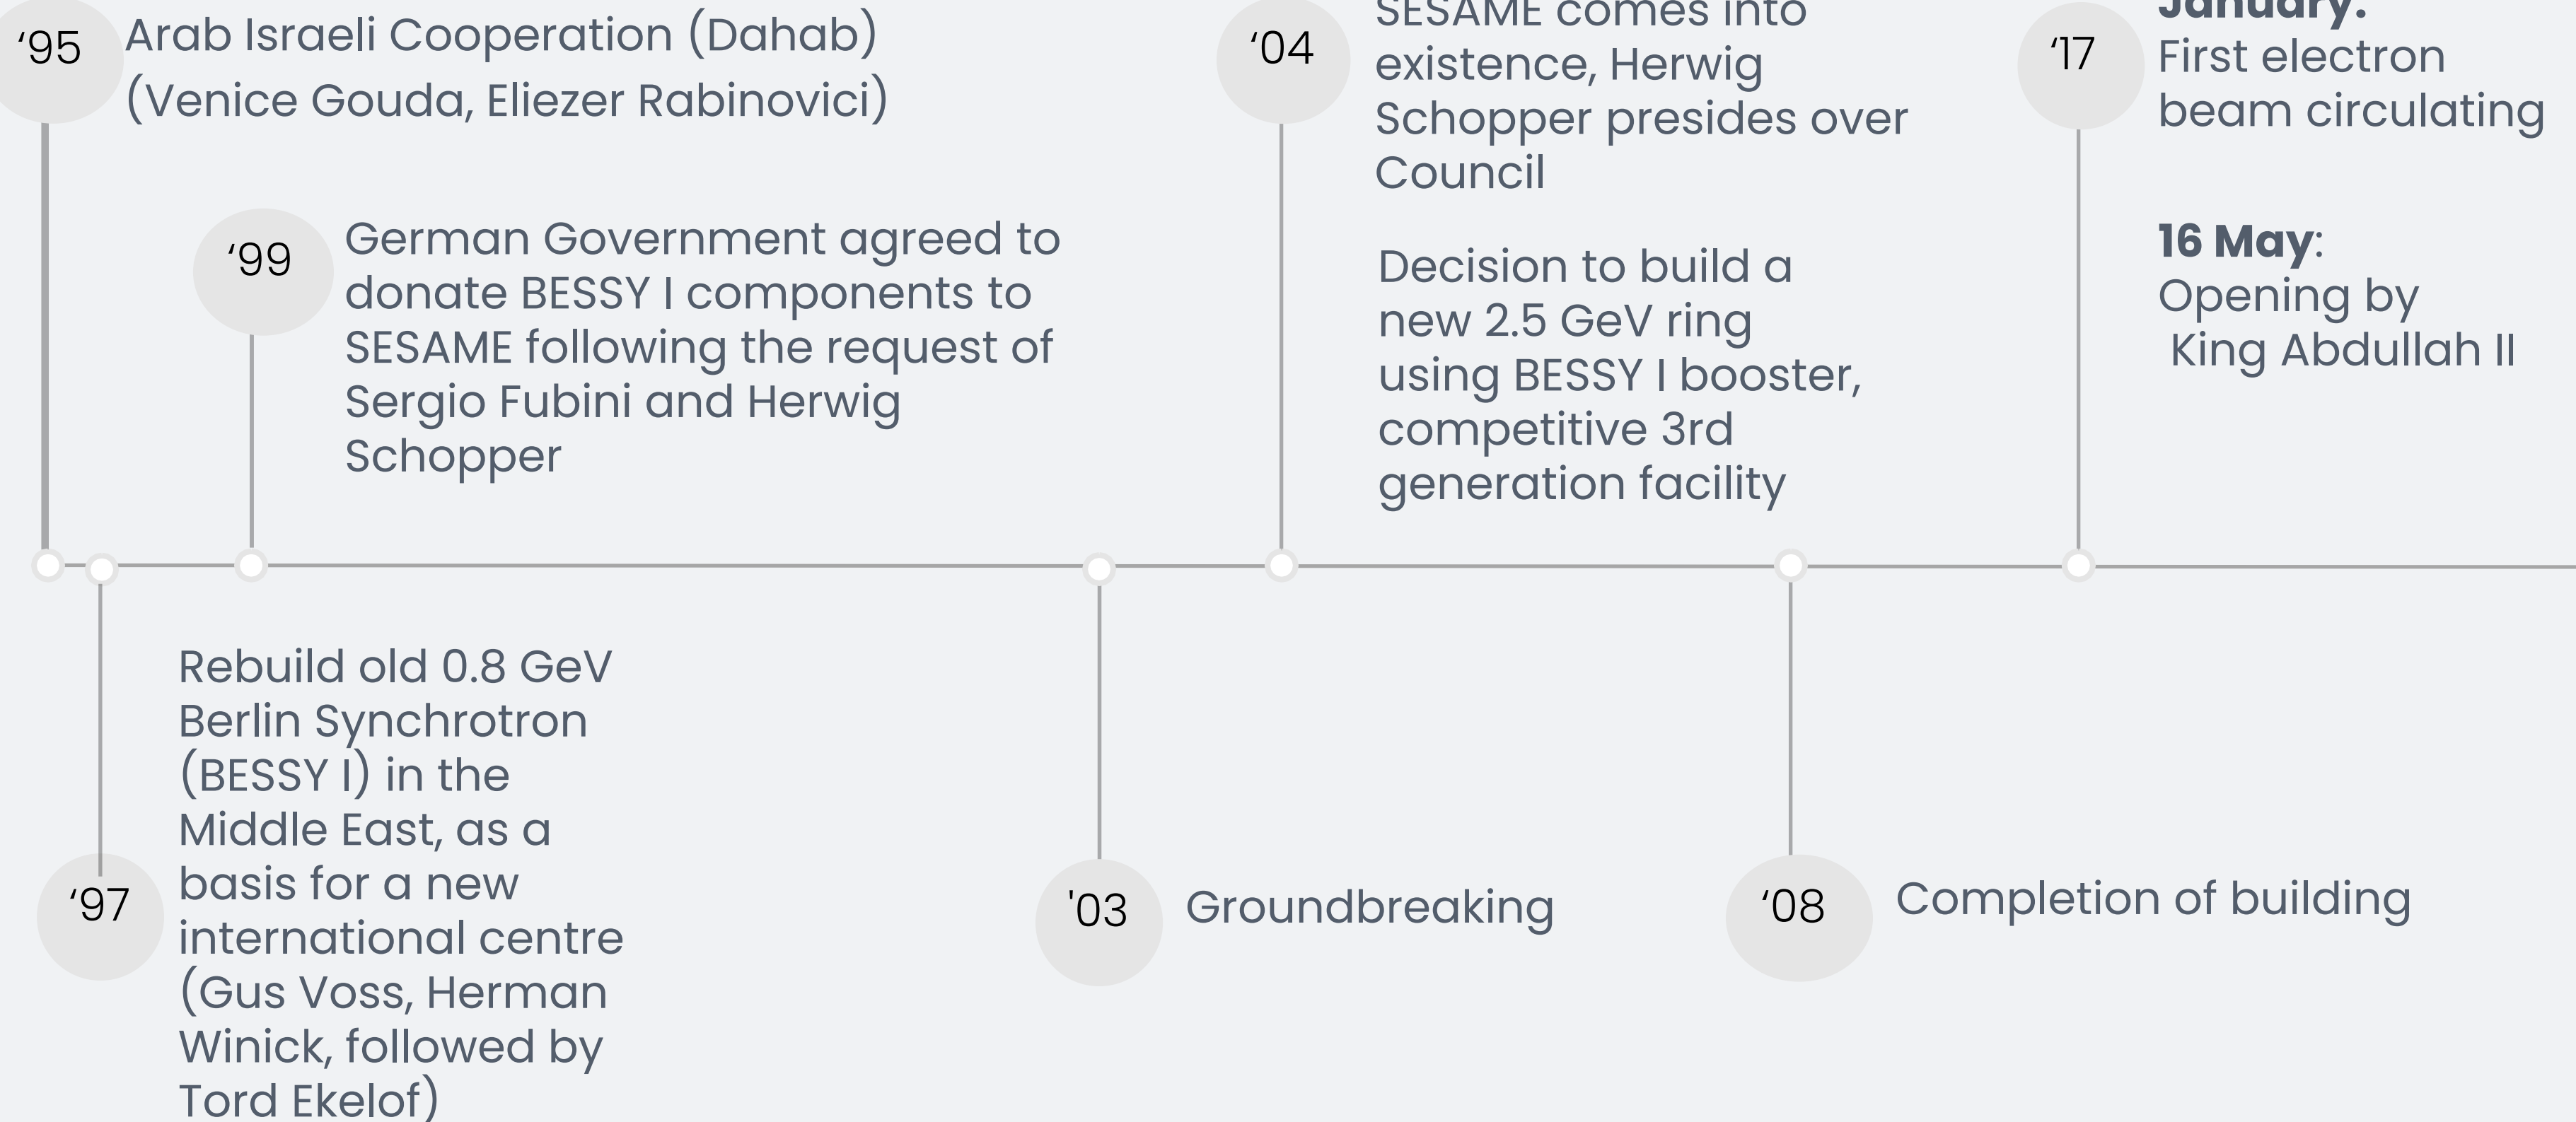 ‘95
Arab Israeli Cooperation (Dahab)
(Venice Gouda, Eliezer Rabinovici)
‘99
German Government agreed to
donate BESSY I components to
SESAME following the request of
Sergio Fubini and Herwig
Schopper
‘04
SESAME comes into
existence, Herwig
Schopper presides over
Council
Decision to build a
new 2.5 GeV ring
using BESSY I booster,
competitive 3rd
generation facility
‘17
January:
First electron
beam circulating
16 May:
Opening by
King Abdullah II
‘97
Rebuild old 0.8 GeV
Berlin Synchrotron
(BESSY I) in the
Middle East, as a
basis for a new
international centre
(Gus Voss, Herman
Winick, followed by
Tord Ekelof)
'03
Groundbreaking
‘08
Completion of building